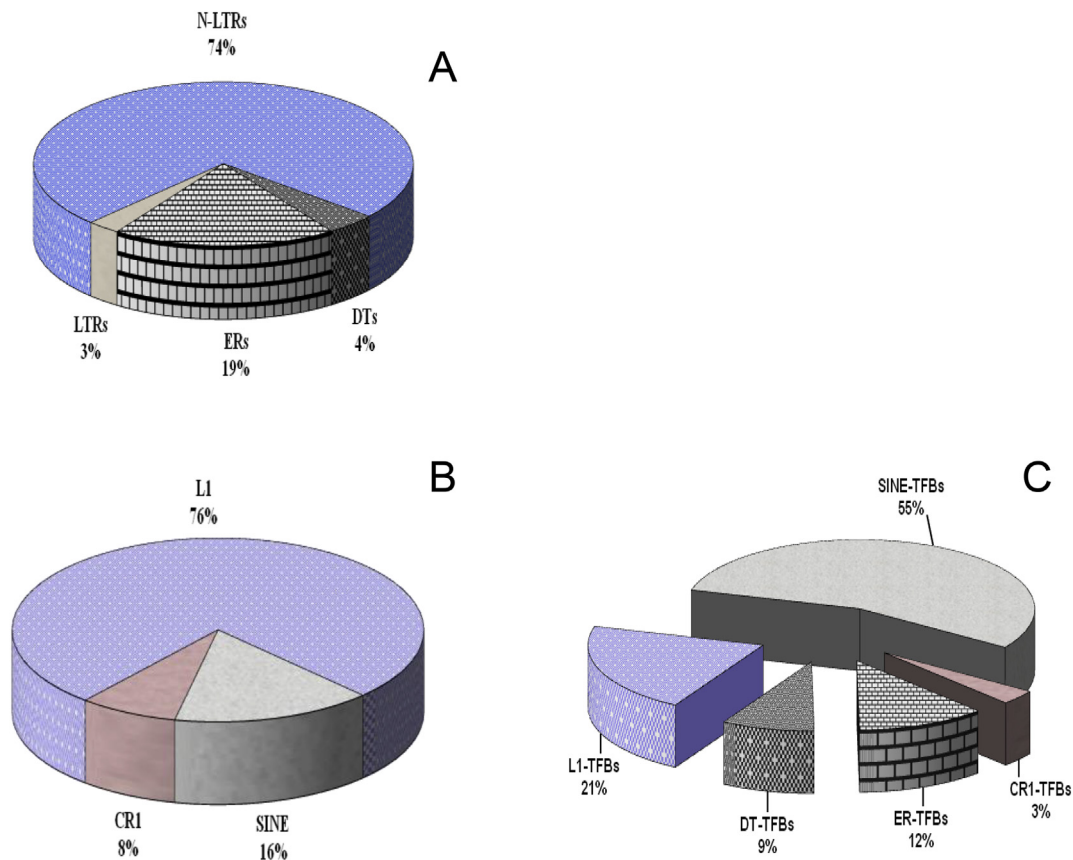 N-LTRs
74%
A
LTRs
3%
ERs
19%
DTs
4%
L1
76%
B
CR1
8%
SINE
16%
SINE-TFBs
55%
C
L1-TFBs
21%
DT-TFBs
9%
ER-TFBs
12%
CR1-TFBs
3%